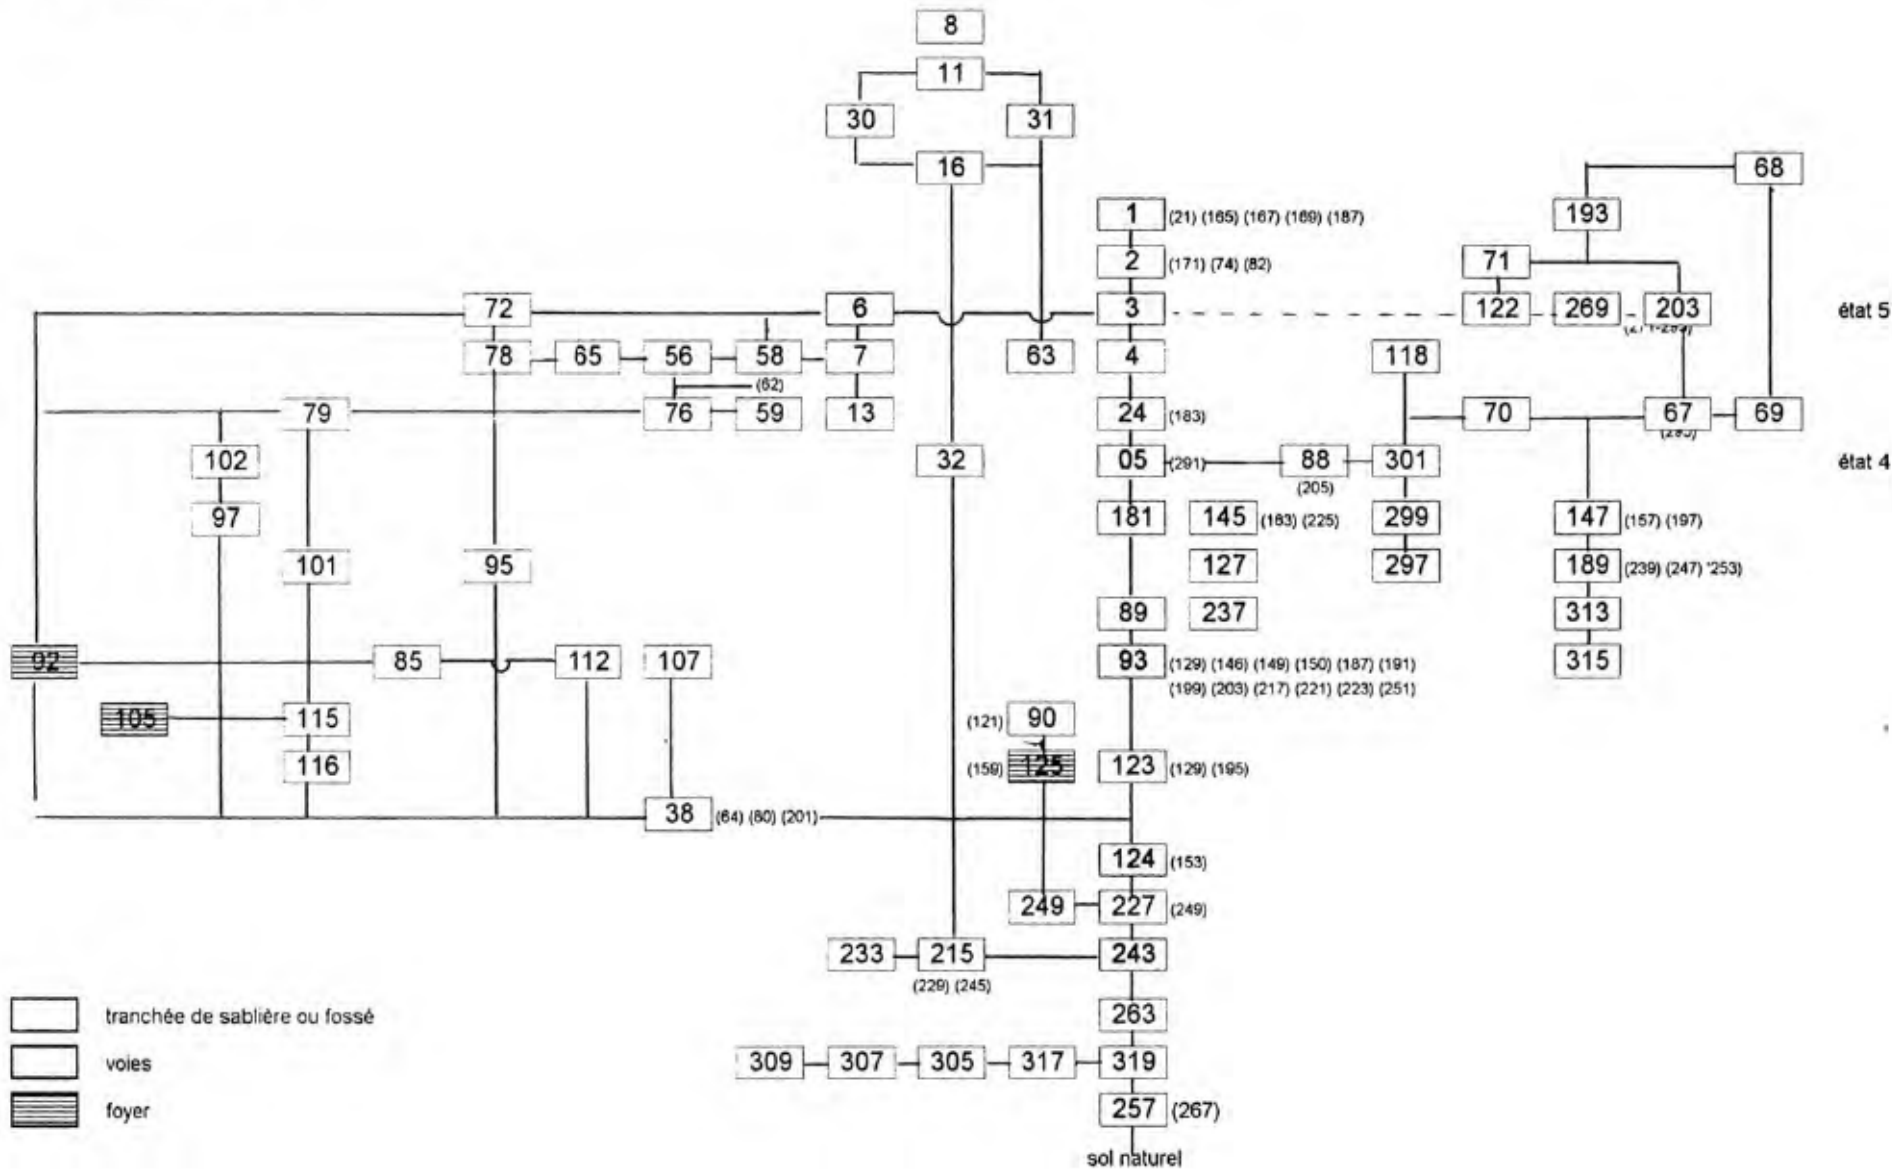 8
11
30 31
16 68
1 (21) (165) (167) (169) (187) 193
2 (171) (74) (82) 71
72 6 3 122 269 203 état 5
78 65 56 58 7 63 4 118
(62)
79 76 59 13 24 (183) 70 67 69
102 32 05 (291) 88 301 état 4
(205)
97 181 145 (183) (225) 299 147 (157) (197)
101 95 127 297 189 (239) (247) '253)
89 237 313
92 85 112 107 93 (129) (146) (149) (150) (187) (191) 315
(199) (203) (217) (221) (223) (251)
105 115 (121) 90
116 (159) 125 123 (129) (195)
38 (64) (80) (201)
124 (153)
249 227 (249)
233 215 243
(229) (245)
263
tranchée de sablière ou fossé
309 307 305 317 319
voies
foyer
257 (267)
sol naturel